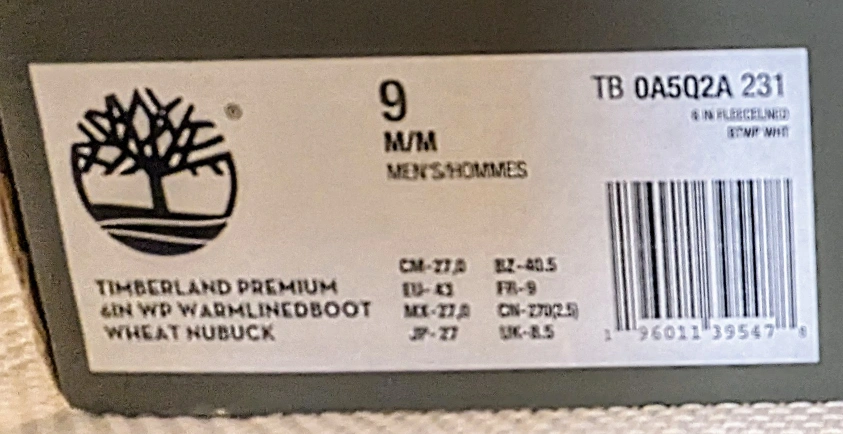 9
M/M
MEN'S/HOMMES
TB 0A5Q2A 231
6 IN FLEECELINED
®
CM-27,0 BZ-40.5
EU-43 FR-9
MX-27,0 CN-270(2.5)
JP-27 UK-8.5
TIMBERLAND PREMIUM
6IN WP WARMLINEDBOOT
WHEAT NUBUCK
1 96011 39547 8